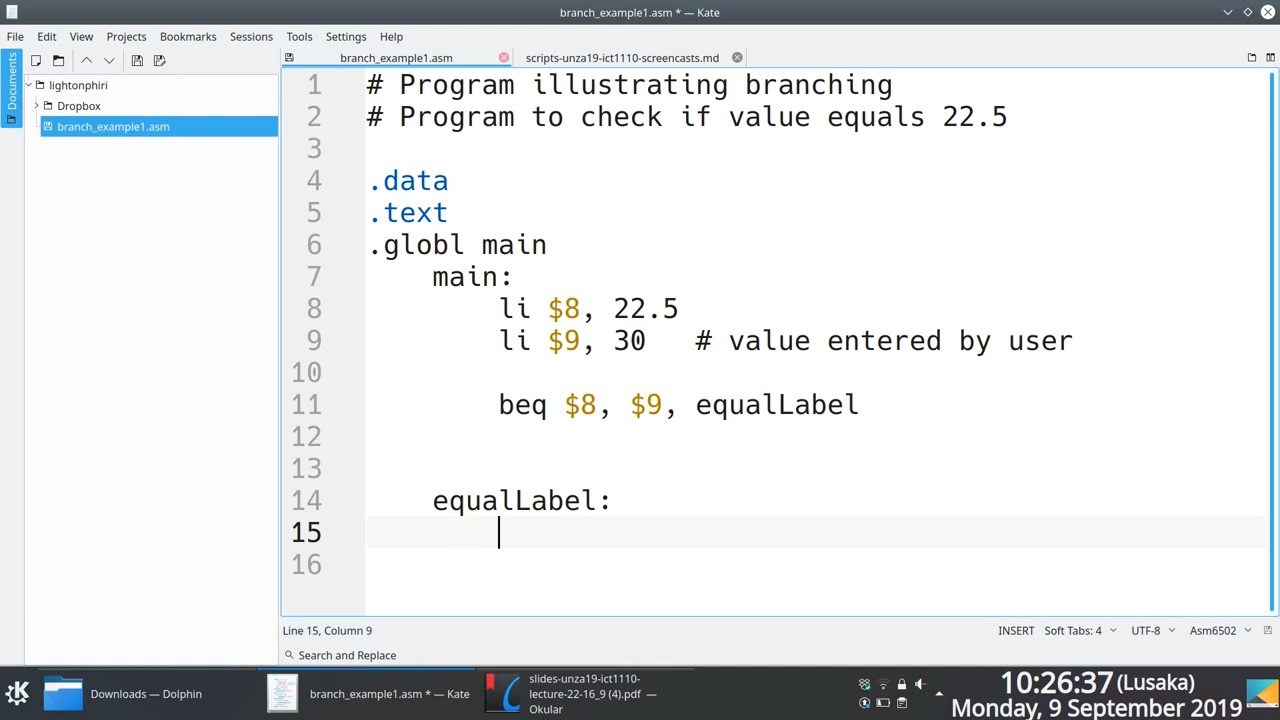 branch_example1.asm * — Kate
File Edit View Projects Bookmarks Sessions Tools Settings Help
Documents
branch_example1.asm
scripts-unza19-ict1110-screencasts.md
lightonphiri
Dropbox
branch_example1.asm
1 # Program illustrating branching
2 # Program to check if value equals 22.5
3
4 .data
5 .text
6 .globl main
7 main:
8 li $8, 22.5
9 li $9, 30 # value entered by user
10
11 beq $8, $9, equalLabel
12
13
14 equalLabel:
15
16
Line 15, Column 9
INSERT Soft Tabs: 4 UTF-8 Asm6502
Search and Replace
Downloads — Dolphin
branch_example1.asm * — Kate
slides-unza19-ict1110-
lecture-22-16_9 (4).pdf —
Okular
10:26:37 (Lusaka)
Monday, 9 September 2019